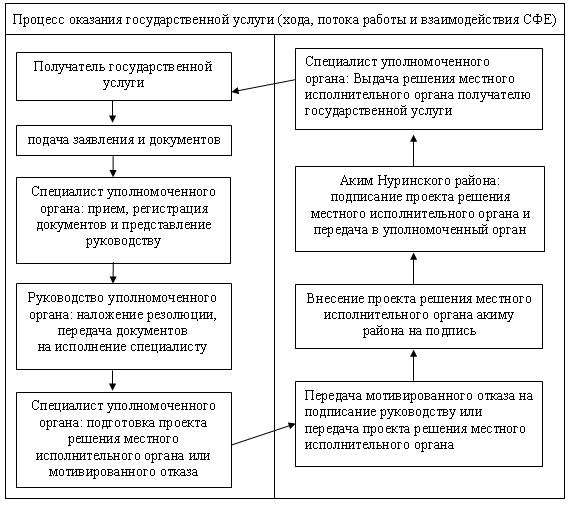 Процесс оказания государственной услуги (хода, потока работы и взаимодействия СФЕ)
Получатель государственной
услуги
подача заявления и документов
Специалист уполномоченного
органа: прием, регистрация
документов и представление
руководству
Руководство уполномоченного
органа: наложение резолюции,
передача документов
на исполнение специалисту
Специалист уполномоченного
органа: подготовка проекта
решения местного
исполнительного органа или
мотивированного отказа
Передача мотивированного отказа на
подписание руководству или
передача проекта решения местного
исполнительного органа
Внесение проекта решения местного
исполнительного органа акиму
района на подпись
Аким Нуринского района:
подписание проекта решения
местного исполнительного органа и
передача в уполномоченный орган
Специалист уполномоченного
органа: Выдача решения местного
исполнительного органа получателю
государственной услуги